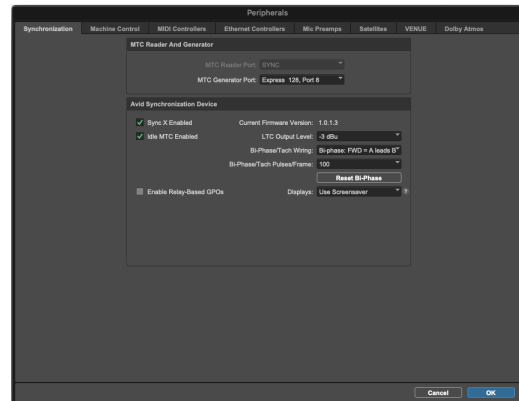 Peripherals
Synchronization Machine Control MIDI Controllers Ethernet Controllers Mic Preamps Satellites VENUE Dolby Atmos
MTC Reader And Generator
MTC Reader Port: SYNC
MTC Generator Port: Express 128, Port 8
Avid Synchronization Device
Sync X Enabled Current Firmware Version: 1.0.1.3
Idle MTC Enabled LTC Output Level: -3 dBu
Bi-Phase/Tach Wiring: Bi-phase: FWD = A leads B
Bi-Phase/Tach Pulses/Frame: 100
Reset Bi-Phase
Enable Relay-Based GPOs Displays: Use Screensaver ?
Cancel OK